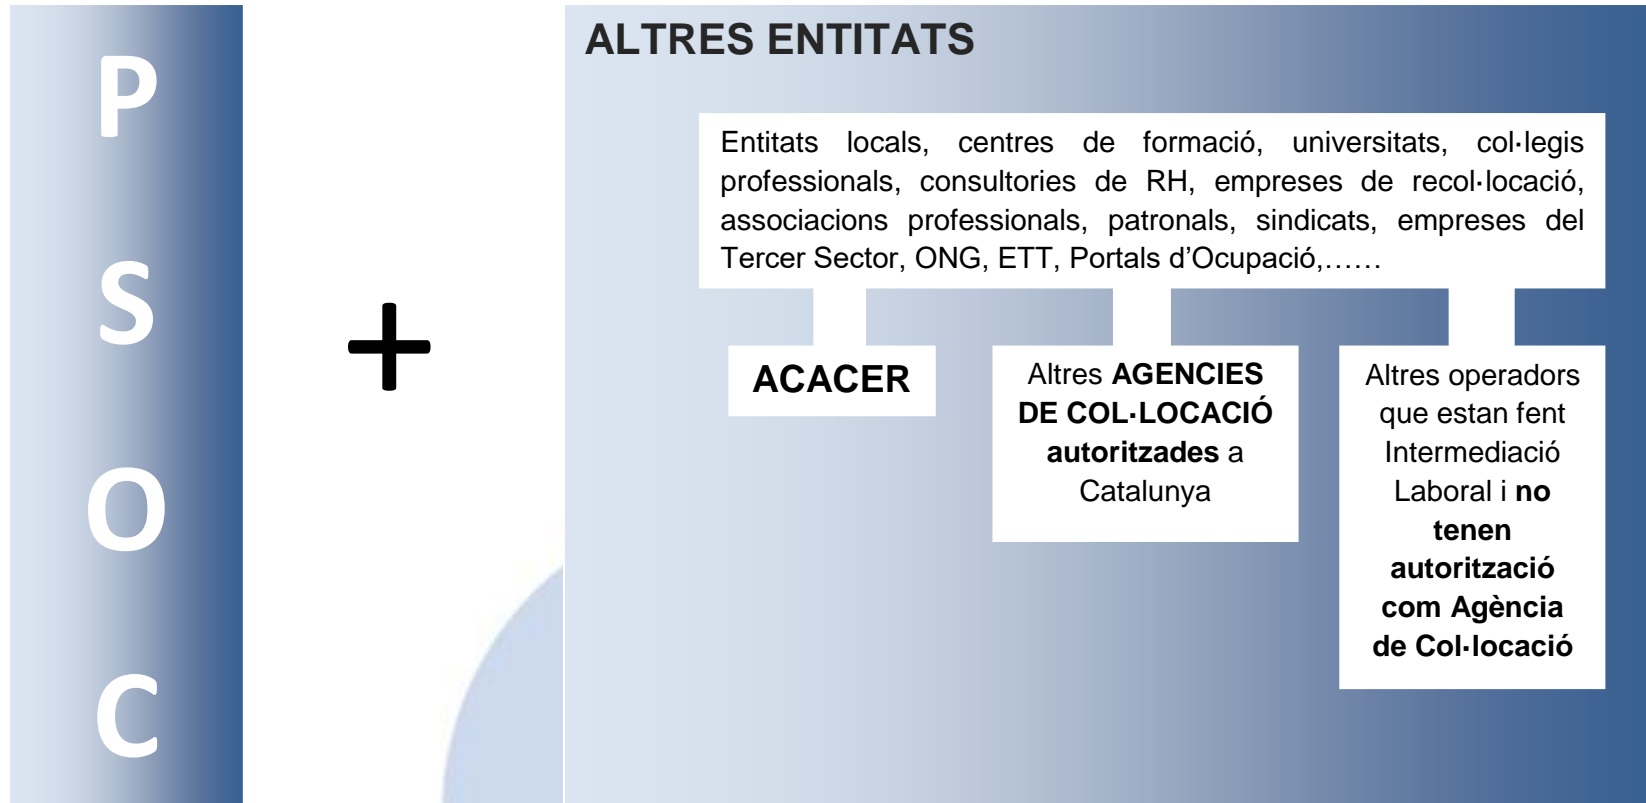 P
S
O
C
+
ALTRES ENTITATS
Entitats locals, centres de formació, universitats, col·legis
professionals, consultories de RH, empreses de recol·locació,
associacions professionals, patronals, sindicats, empreses del
Tercer Sector, ONG, ETT, Portals d’Ocupació,……
ACACER
Altres AGENCIES
DE COL·LOCACIÓ
autoritzades a
Catalunya
Altres operadors
que estan fent
Intermediació
Laboral i no
tenen
autorització
com Agència
de Col·locació